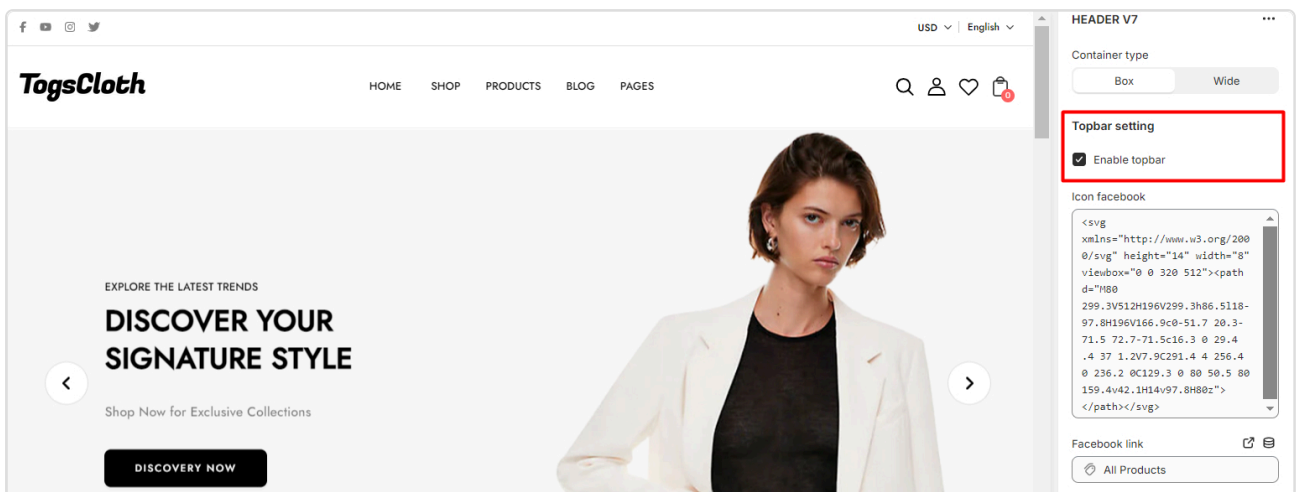 USD English
TogsCloth
HOME SHOP PRODUCTS BLOG PAGES
0
EXPLORE THE LATEST TRENDS
DISCOVER YOUR
SIGNATURE STYLE
Shop Now for Exclusive Collections
DISCOVERY NOW
HEADER V7
Container type
Box Wide
Topbar setting
Enable topbar
Icon facebook
<svg
xmlns="http://www.w3.org/200
0/svg" height="14" width="8"
viewbox="0 0 320 512"><path
d="M80
299.3V512H196V299.3h86.5l18-
97.8H196V166.9c0-51.7 20.3-
71.5 72.7-71.5c16.3 0 29.4
.4 37 1.2V7.9C291.4 4 256.4
0 236.2 0C129.3 0 80 50.5 80
159.4v42.1H14v97.8H80z">
</path></svg>
Facebook link
All Products